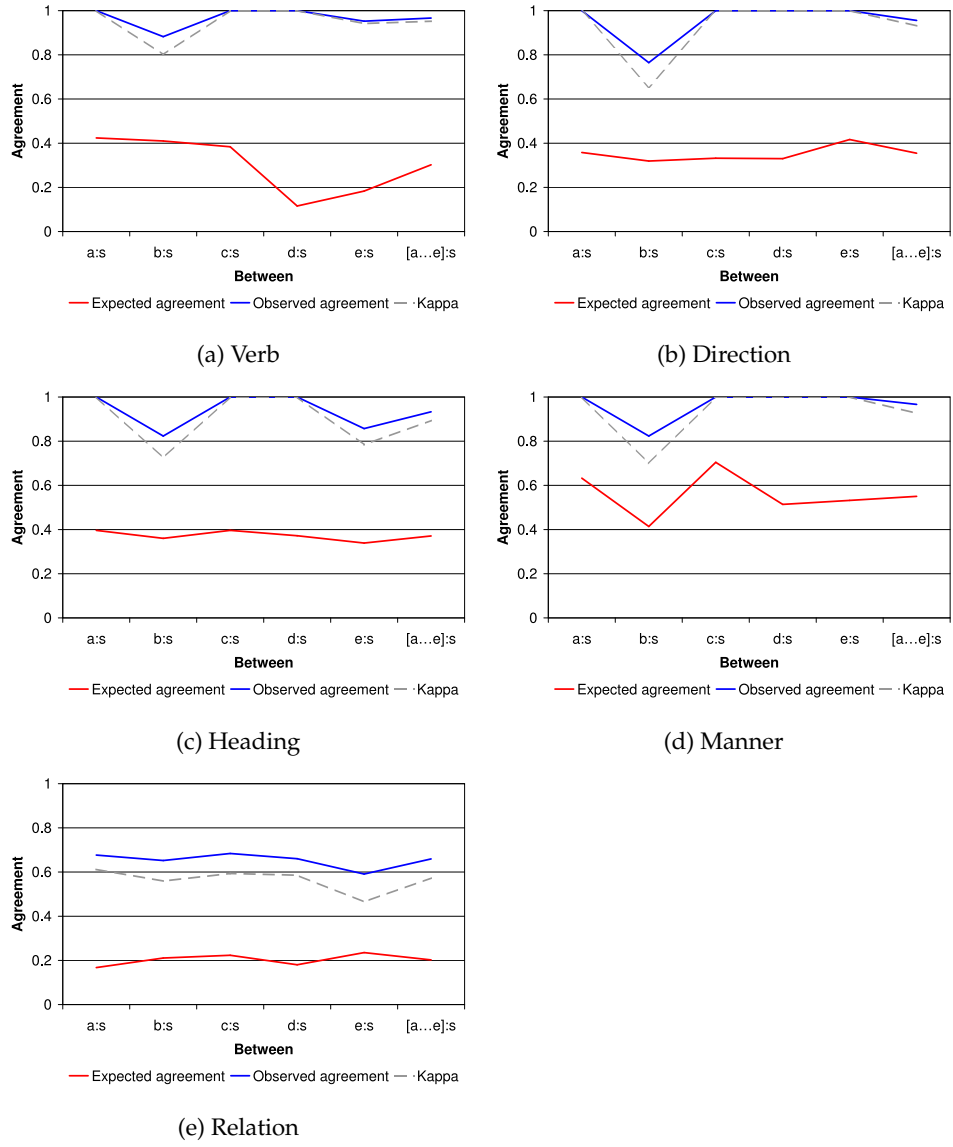 1
0.8
0.6
0.4
0.2
0
Agreement
a:s b:s c:s d:s e:s [a...e]:s
Between
Expected agreement Observed agreement Kappa
(a) Verb
1
0.8
0.6
0.4
0.2
0
Agreement
a:s b:s c:s d:s e:s [a...e]:s
Between
Expected agreement Observed agreement Kappa
(b) Direction
1
0.8
0.6
0.4
0.2
0
Agreement
a:s b:s c:s d:s e:s [a...e]:s
Between
Expected agreement Observed agreement Kappa
(c) Heading
1
0.8
0.6
0.4
0.2
0
Agreement
a:s b:s c:s d:s e:s [a...e]:s
Between
Expected agreement Observed agreement Kappa
(d) Manner
1
0.8
0.6
0.4
0.2
0
Agreement
a:s b:s c:s d:s e:s [a...e]:s
Between
Expected agreement Observed agreement Kappa
(e) Relation